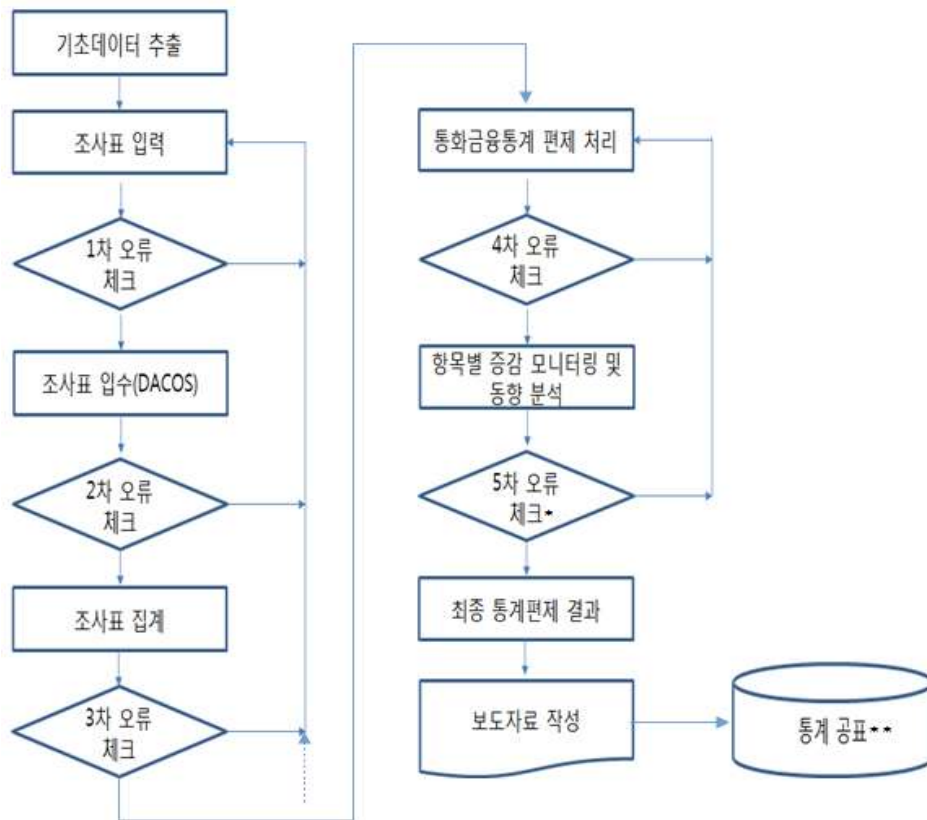 기초데이터 추출
조사표 입력
1차 오류
체크
조사표 입수(DACOS)
2차 오류
체크
조사표 집계
3차 오류
체크
통화금융통계 편제 처리
4차 오류
체크
항목별 증감 모니터링 및
동향 분석
5차 오류
체크*
최종 통계편제 결과
보도자료 작성
통계 공표**